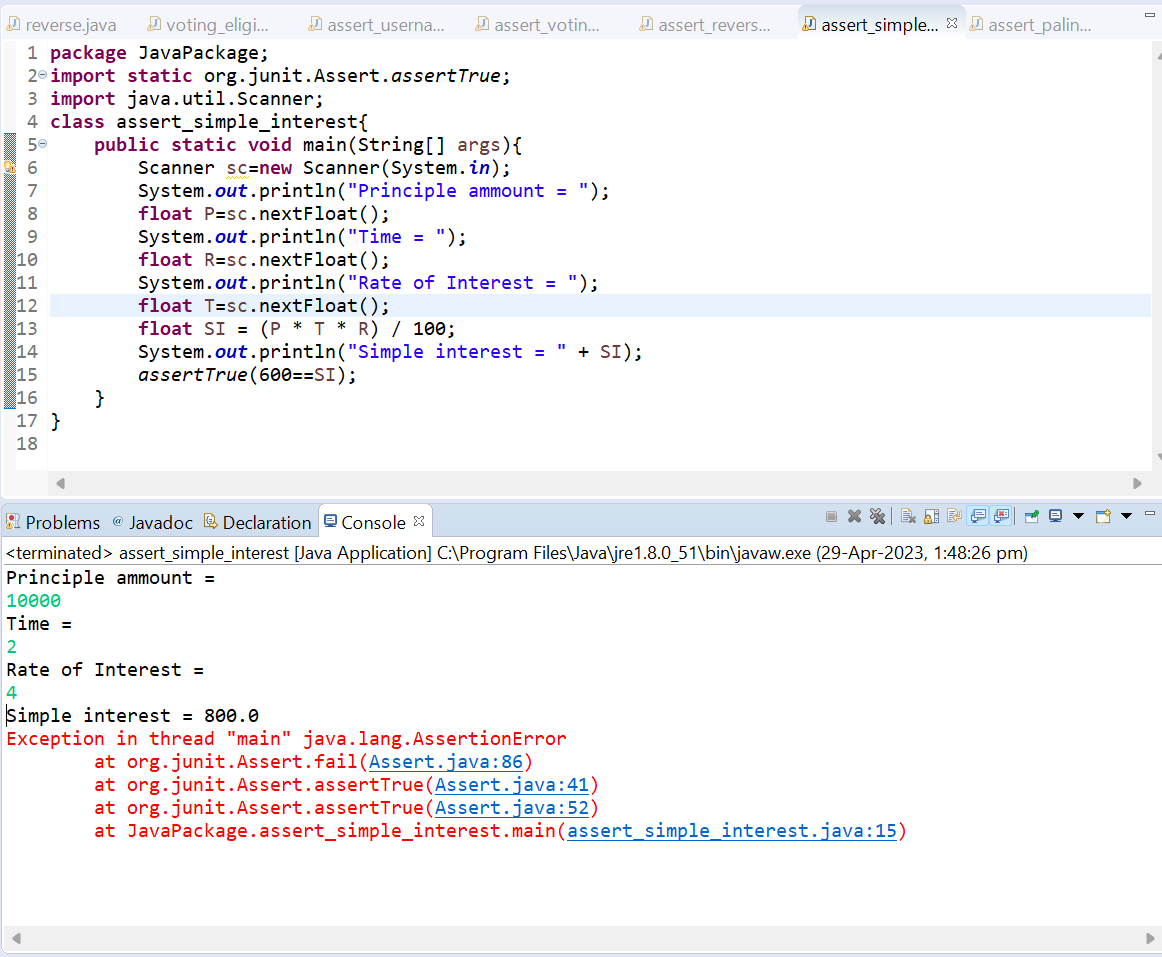 reverse.java voting_eligi... assert_userna... assert_votin... assert_revers... assert_simple... assert_palin...
1 package JavaPackage;
2 import static org.junit.Assert.assertTrue;
3 import java.util.Scanner;
4 class assert_simple_interest{
5     public static void main(String[] args){
6         Scanner sc=new Scanner(System.in);
7         System.out.println("Principle ammount = ");
8         float P=sc.nextFloat();
9         System.out.println("Time = ");
10         float R=sc.nextFloat();
11         System.out.println("Rate of Interest = ");
12         float T=sc.nextFloat();
13         float SI = (P * T * R) / 100;
14         System.out.println("Simple interest = " + SI);
15         assertTrue(600==SI);
16     }
17 }
18
Problems @ Javadoc Declaration Console
<terminated> assert_simple_interest [Java Application] C:\Program Files\Java\jre1.8.0_51\bin\javaw.exe (29-Apr-2023, 1:48:26 pm)
Principle ammount =
10000
Time =
2
Rate of Interest =
4
Simple interest = 800.0
Exception in thread "main" java.lang.AssertionError
        at org.junit.Assert.fail(Assert.java:86)
        at org.junit.Assert.assertTrue(Assert.java:41)
        at org.junit.Assert.assertTrue(Assert.java:52)
        at JavaPackage.assert_simple_interest.main(assert_simple_interest.java:15)